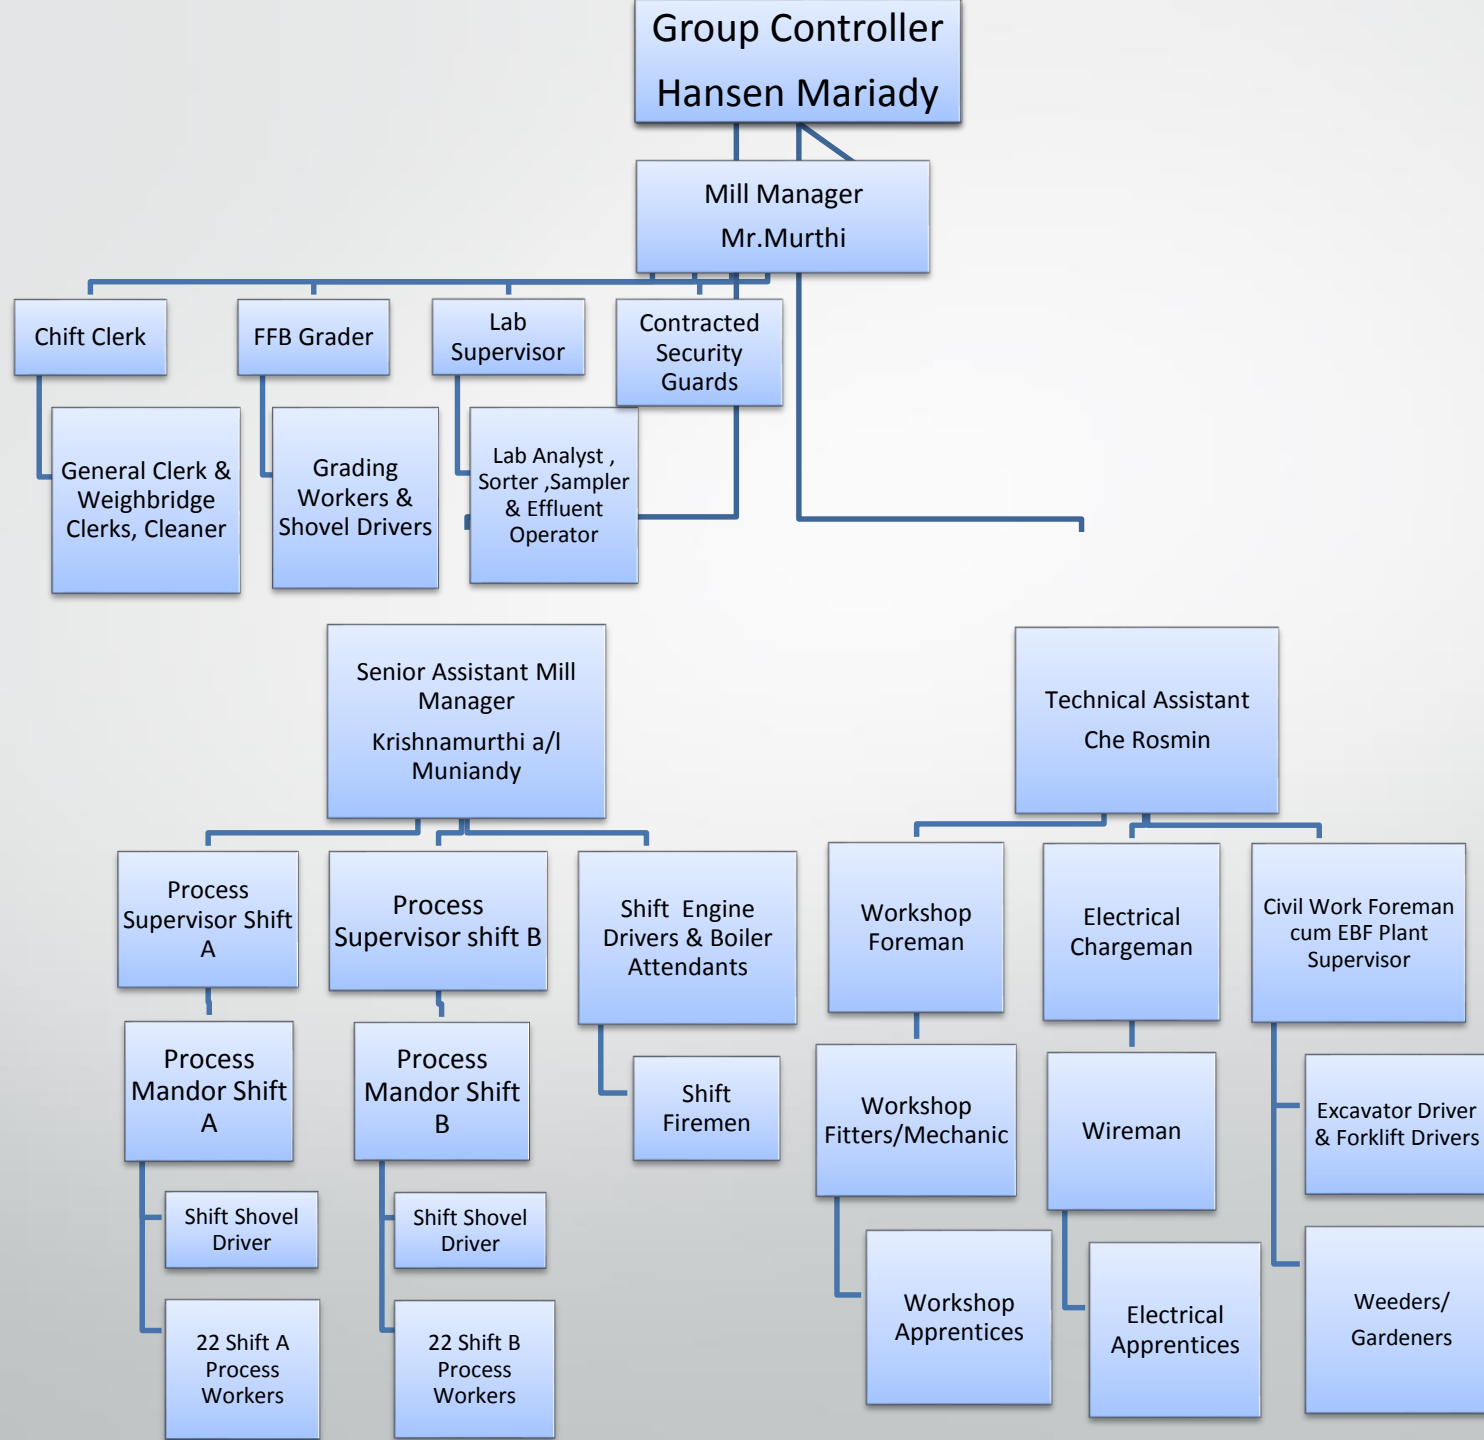 Group Controller
Hansen Mariady
Mill Manager
Mr.Murthi
Chift Clerk
FFB Grader
Lab
Supervisor
Contracted
Security
Guards
General Clerk &
Weighbridge
Clerks, Cleaner
Grading
Workers &
Shovel Drivers
Lab Analyst ,
Sorter ,Sampler
& Effluent
Operator
Senior Assistant Mill
Manager
Krishnamurthi a/l
Muniandy
Technical Assistant
Che Rosmin
Process
Supervisor Shift
A
Process
Supervisor shift B
Shift  Engine
Drivers & Boiler
Attendants
Workshop
Foreman
Electrical
Chargeman
Civil Work Foreman
cum EBF Plant
Supervisor
Process
Mandor Shift
A
Process
Mandor Shift
B
Shift
Firemen
Workshop
Fitters/Mechanic
Wireman
Excavator Driver
& Forklift Drivers
Shift Shovel
Driver
Shift Shovel
Driver
22 Shift A
Process
Workers
22 Shift B
Process
Workers
Workshop
Apprentices
Electrical
Apprentices
Weeders/
Gardeners